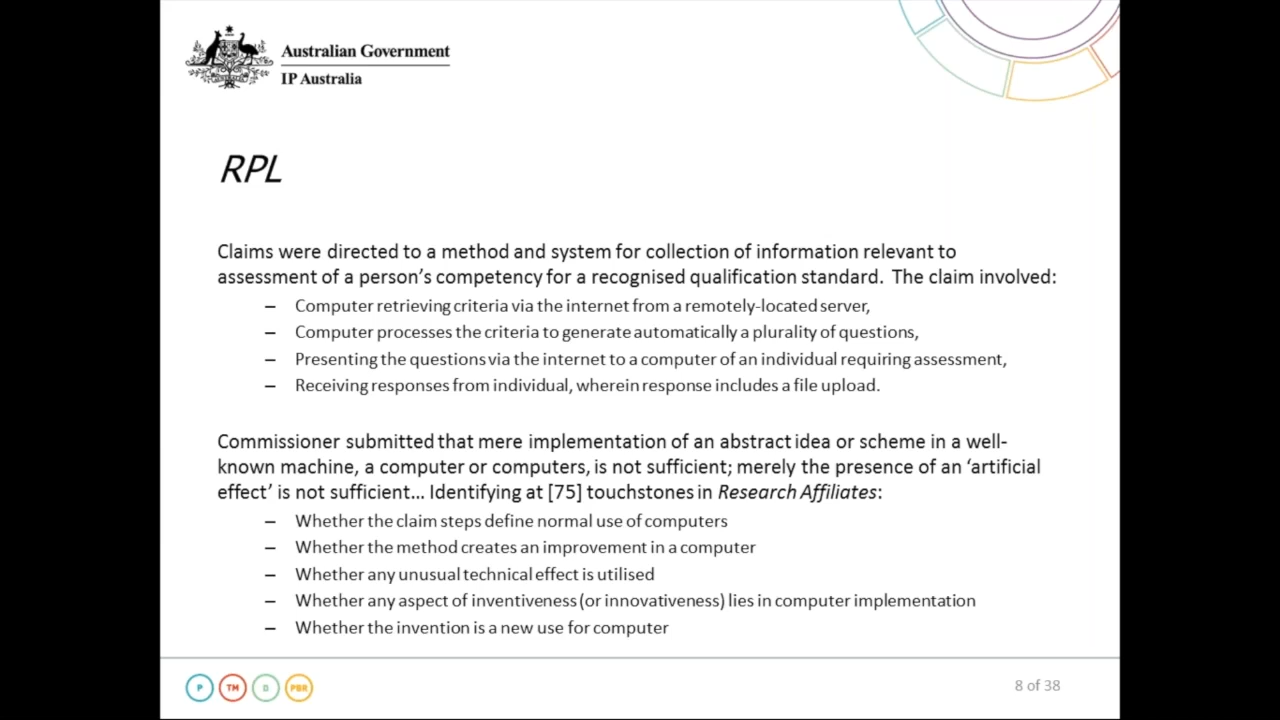 Australian Government
IP Australia
RPL
Claims were directed to a method and system for collection of information relevant to
assessment of a person's competency for a recognised qualification standard. The claim involved:
– Computer retrieving criteria via the internet from a remotely-located server,
– Computer processes the criteria to generate automatically a plurality of questions,
– Presenting the questions via the internet to a computer of an individual requiring assessment,
– Receiving responses from individual, wherein response includes a file upload.
Commissioner submitted that mere implementation of an abstract idea or scheme in a well-
known machine, a computer or computers, is not sufficient; merely the presence of an ‘artificial
effect’ is not sufficient... Identifying at [75] touchstones in Research Affiliates:
– Whether the claim steps define normal use of computers
– Whether the method creates an improvement in a computer
– Whether any unusual technical effect is utilised
– Whether any aspect of inventiveness (or innovativeness) lies in computer implementation
– Whether the invention is a new use for computer
P TM D PBR
8 of 38